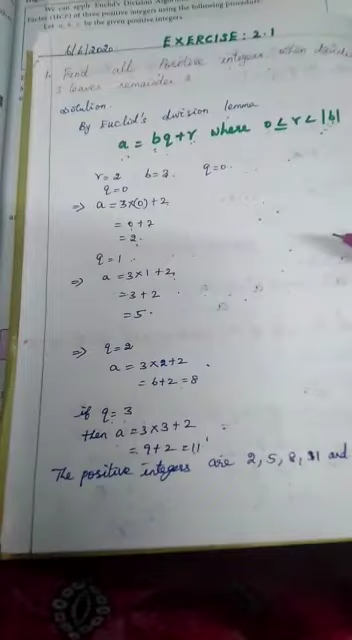 We can apply Euclid's Division Algor
Factor (HCF) of three positive integers using the following procedure.
Let a, b, c be the given positive integers.
6/6/2020
EXERCISE: 2.1
1. Find all Positive integers when divide
3 leaves remainder 2
Solution.
By Euclid's division lemma
a = bq+r where 0 ≤ r < |b|
r=2 b=3 q=0.
q=0
⇒ a=3×(0)+2
=0+2
=2.
q=1
⇒ a=3×1+2
=3+2
=5.
⇒ q=2
a=3×2+2
=6+2=8
if q=3
then a=3×3+2
=9+2=11
The positive integers are 2, 5, 8, 11 and